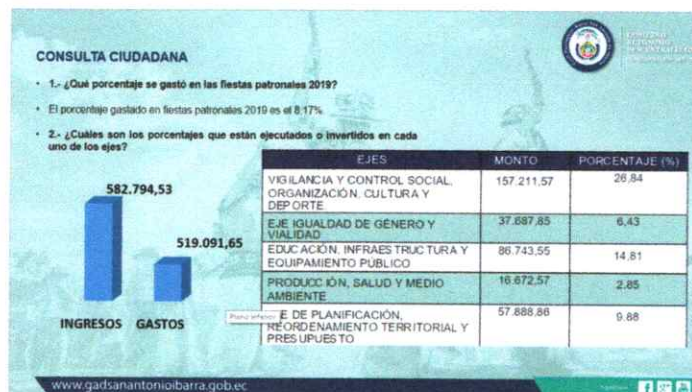 CONSULTA CIUDADANA
• 1.- ¿Qué porcentaje se gastó en las fiestas patronales 2019?
• El porcentaje gastado en fiestas patronales 2019 es el 8,17%
• 2.- ¿Cuáles son los porcentajes que están ejecutados o invertidos en cada
uno de los ejes?
582.794,53
519.091,65
INGRESOS GASTOS
EJES MONTO PORCENTAJE (%)
VIGILANCIA Y CONTROL SOCIAL,
ORGANIZACIÓN, CULTURA Y
DEPORTE 157.211,57 26,84
EJE IGUALDAD DE GÉNERO Y
VIALIDAD 37.687,85 6,43
EDUCACIÓN, INFRAESTRUCTURA Y
EQUIPAMIENTO PÚBLICO 86.743,55 14,81
PRODUCCIÓN, SALUD Y MEDIO
AMBIENTE 16.672,57 2,85
E DE PLANIFICACIÓN,
REORDENAMIENTO TERRITORIAL Y
PRESUPUESTO 57.888,86 9,88
www.gadsanantonioibarra.gob.ec